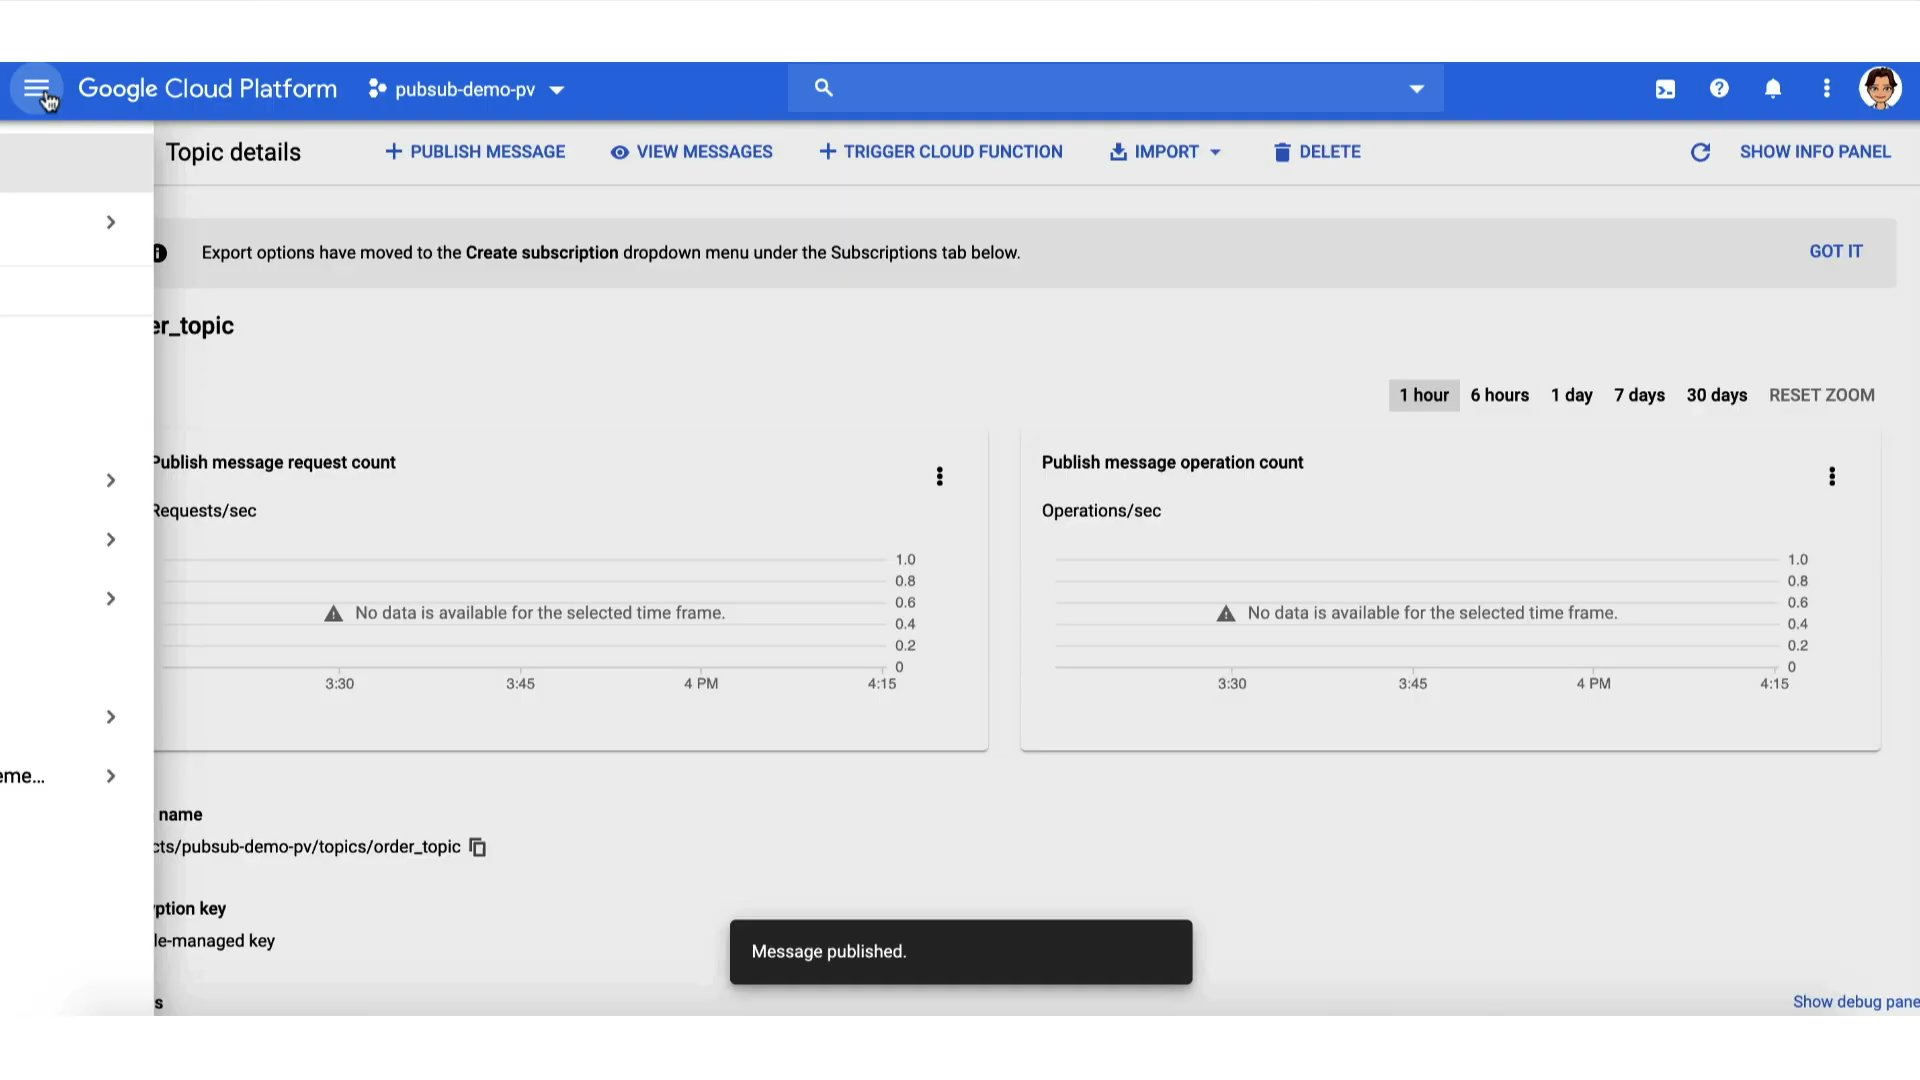 Google Cloud Platform
pubsub-demo-pv
Topic details
PUBLISH MESSAGE
VIEW MESSAGES
TRIGGER CLOUD FUNCTION
IMPORT
DELETE
SHOW INFO PANEL
Export options have moved to the Create subscription dropdown menu under the Subscriptions tab below.
GOT IT
er_topic
1 hour
6 hours
1 day
7 days
30 days
RESET ZOOM
Publish message request count
Requests/sec
1.0
0.8
0.6
0.4
0.2
0
No data is available for the selected time frame.
3:30
3:45
4 PM
4:15
Publish message operation count
Operations/sec
1.0
0.8
0.6
0.4
0.2
0
No data is available for the selected time frame.
3:30
3:45
4 PM
4:15
eme...
name
cts/pubsub-demo-pv/topics/order_topic
ption key
le-managed key
Message published.
s
Show debug pane